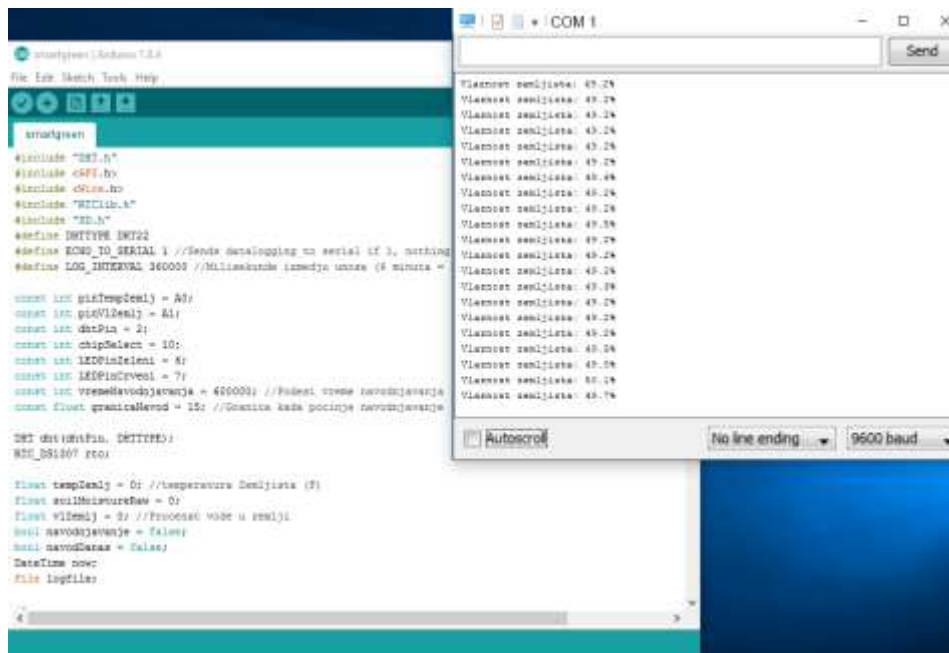 COM 1
Send
smartgreen | Arduino 1.8.4
File Edit Sketch Tools Help
smartgreen
#include "DHT.h"
#include <SPI.h>
#include <Wire.h>
#include "RTClib.h"
#include "SD.h"
#define DHTTYPE DHT22
#define ECHO_TO_SERIAL 1 //Sends datalogging to serial if 1, nothing
#define LOG_INTERVAL 360000 //Milisekunde izmedju unosa (6 minuta =
const int pinTempZemlj = A0;
const int pinVlZemlj = A1;
const int dhtPin = 2;
const int chipSelect = 10;
const int LEDPinZeleni = 6;
const int LEDPinCrveni = 7;
const int vremeNavodnjavanja = 600000; //Podesi vreme navodnjavanja
const float granicaNavod = 15; //Granica kada pocinje navodnjavanje
DHT dht(dhtPin, DHTTYPE);
RTC_DS1307 rtc;
float tempZemlj = 0; //temperatura Zemljista (F)
float soilMoistureRaw = 0;
float vlZemlj = 0; //Procenat vode u zemlji
bool navodnjavanje = false;
bool navodDanas = false;
DateTime now;
File logfile;
Vlaznost zemljista: 49.2%
Vlaznost zemljista: 49.2%
Vlaznost zemljista: 49.2%
Vlaznost zemljista: 49.2%
Vlaznost zemljista: 49.2%
Vlaznost zemljista: 49.2%
Vlaznost zemljista: 49.4%
Vlaznost zemljista: 49.2%
Vlaznost zemljista: 49.2%
Vlaznost zemljista: 49.5%
Vlaznost zemljista: 49.2%
Vlaznost zemljista: 49.2%
Vlaznost zemljista: 49.2%
Vlaznost zemljista: 49.3%
Vlaznost zemljista: 49.2%
Vlaznost zemljista: 49.2%
Vlaznost zemljista: 49.2%
Vlaznost zemljista: 49.5%
Vlaznost zemljista: 49.5%
Vlaznost zemljista: 50.1%
Vlaznost zemljista: 49.7%
Autoscroll
No line ending
9600 baud